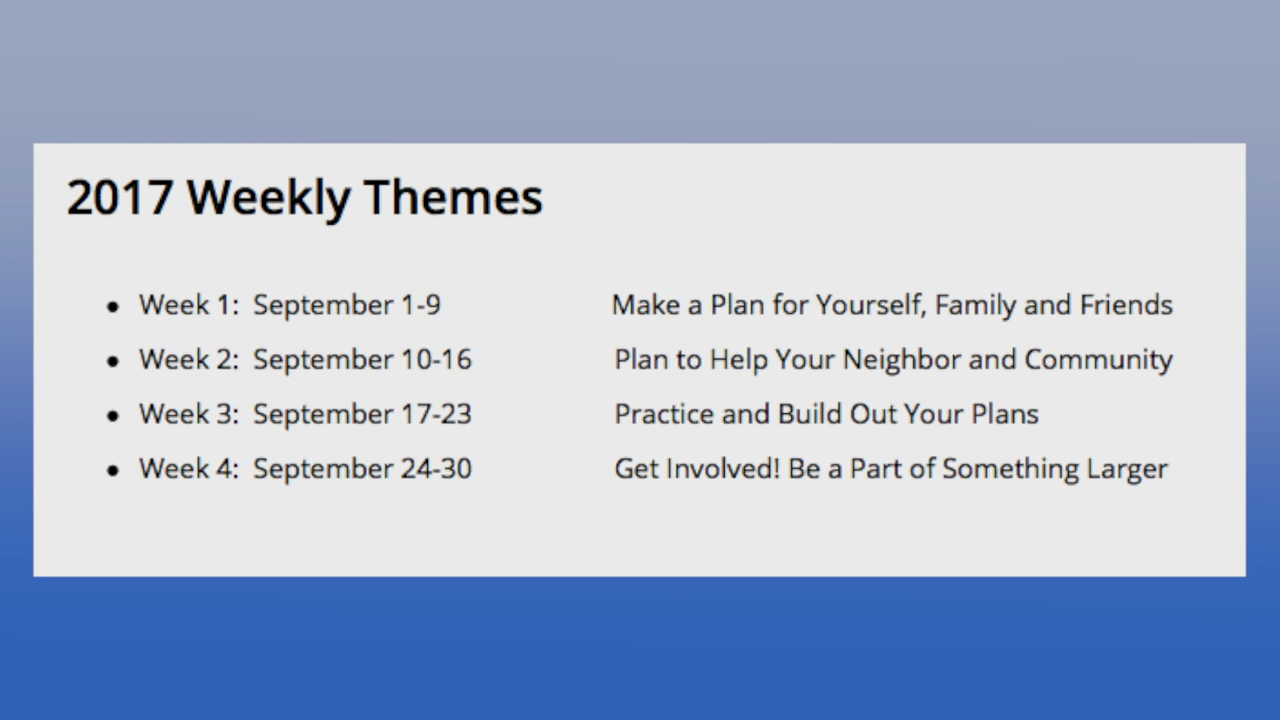 2017 Weekly Themes
• Week 1: September 1-9 Make a Plan for Yourself, Family and Friends
• Week 2: September 10-16 Plan to Help Your Neighbor and Community
• Week 3: September 17-23 Practice and Build Out Your Plans
• Week 4: September 24-30 Get Involved! Be a Part of Something Larger